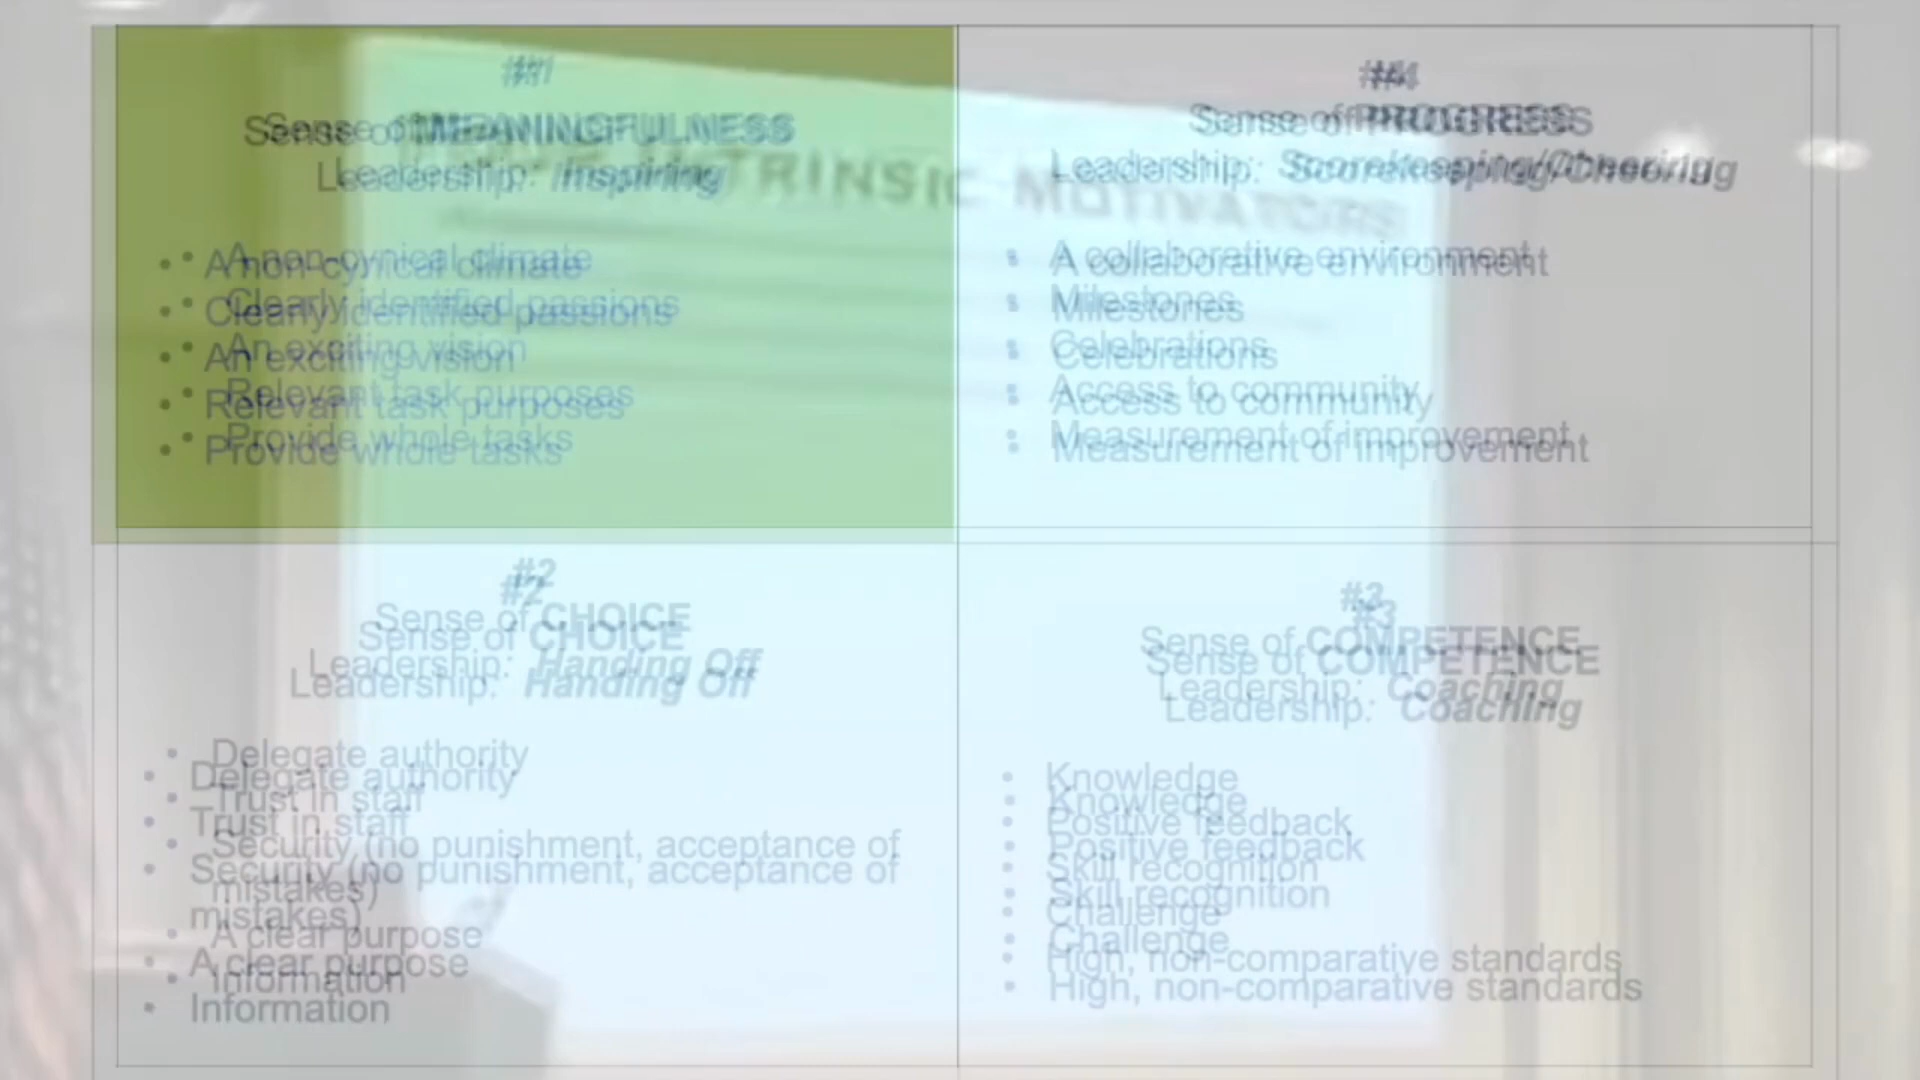 #1
Sense of MEANINGFULNESS
Leadership: Inspiring
• A non-cynical climate
• Clearly identified passions
• An exciting vision
• Relevant task purposes
• Provide whole tasks
#4
Sense of PROGRESS
Leadership: Scorekeeping/Cheering
• A collaborative environment
• Milestones
• Celebrations
• Access to community
• Measurement of improvement
INTRINSIC MOTIVATORS
#2
Sense of CHOICE
Leadership: Handing Off
• Delegate authority
• Trust in staff
• Security (no punishment, acceptance of
mistakes)
• A clear purpose
• Information
#3
Sense of COMPETENCE
Leadership: Coaching
• Knowledge
• Positive feedback
• Skill recognition
• Challenge
• High, non-comparative standards